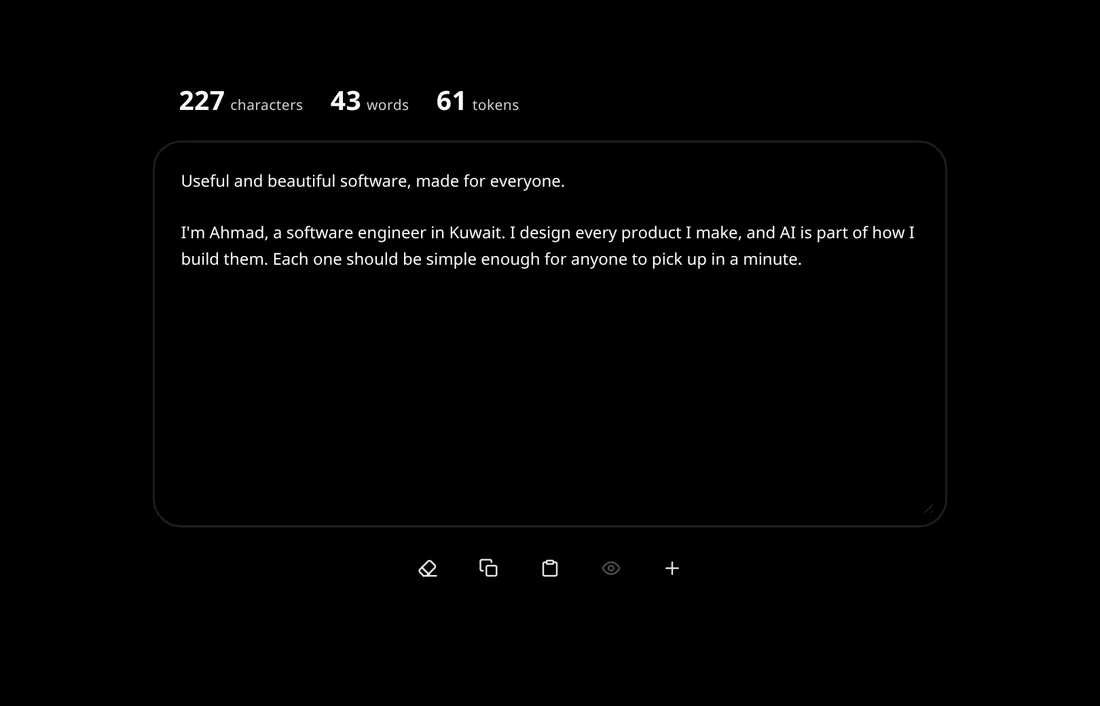 227 characters 43 words 61 tokens
Useful and beautiful software, made for everyone.
I'm Ahmad, a software engineer in Kuwait. I design every product I make, and AI is part of how I
build them. Each one should be simple enough for anyone to pick up in a minute.